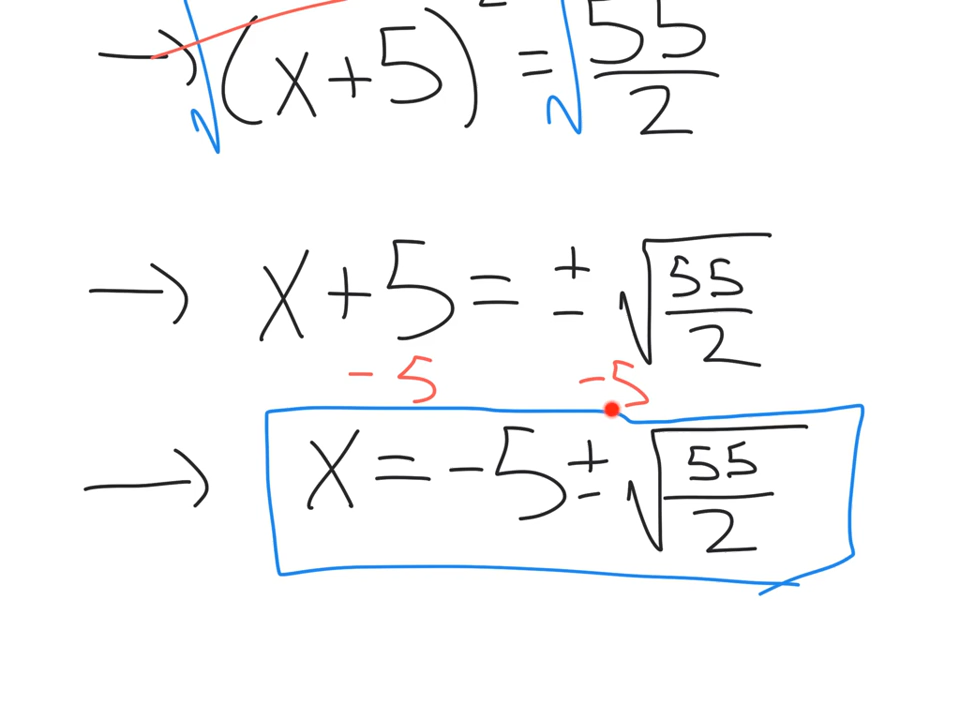 → √(x+5)² = √55/2
→ x+5 = ± √55/2
-5 -5
→ x = -5 ± √55/2